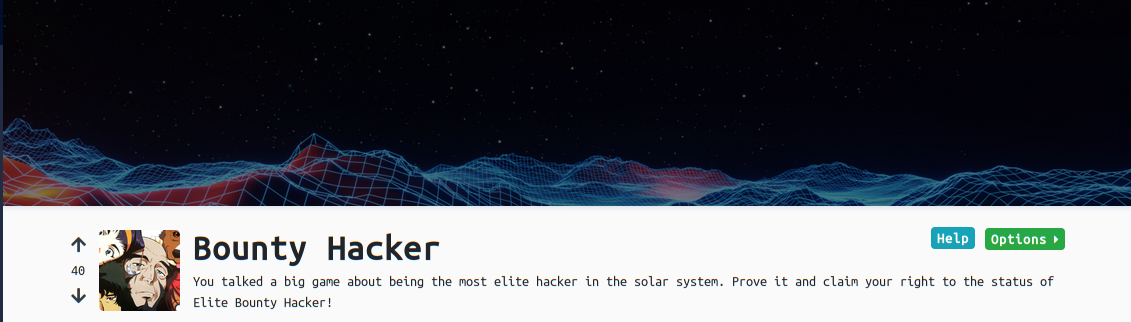 Bounty Hacker
Help
Options
40
You talked a big game about being the most elite hacker in the solar system. Prove it and claim your right to the status of
Elite Bounty Hacker!